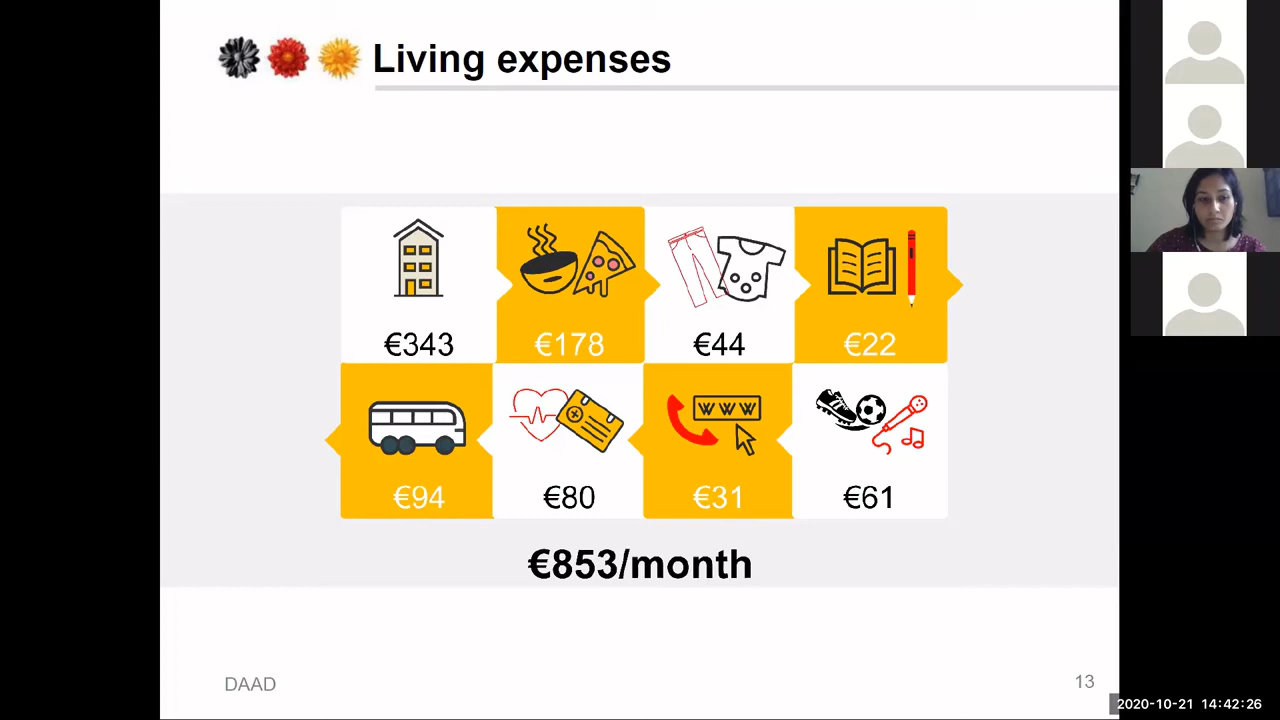 Living expenses
€343 €178 €44 €22
WWW
€94 €80 €31 €61
€853/month
DAAD
13
2020-10-21 14:42:26